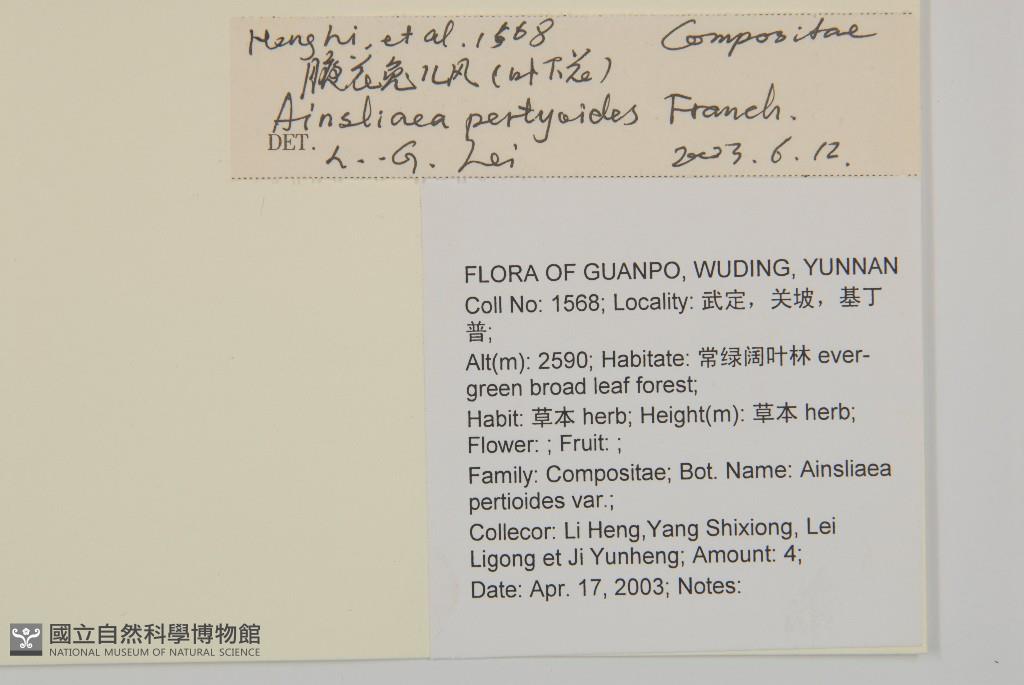 Heng Li, et al. 1568 Compositae
腋花兔儿风(叶下花)
Ainsliaea pertyoides Franch.
DET. L.-G. Lei 2003.6.12.
FLORA OF GUANPO, WUDING, YUNNAN
Coll No: 1568; Locality: 武定，关坡，基丁
普;
Alt(m): 2590; Habitate: 常绿阔叶林 ever-
green broad leaf forest;
Habit: 草本 herb; Height(m): 草本 herb;
Flower: ; Fruit: ;
Family: Compositae; Bot. Name: Ainsliaea
pertioides var.;
Collecor: Li Heng,Yang Shixiong, Lei
Ligong et Ji Yunheng; Amount: 4;
Date: Apr. 17, 2003; Notes:
國立自然科學博物館
NATIONAL MUSEUM OF NATURAL SCIENCE